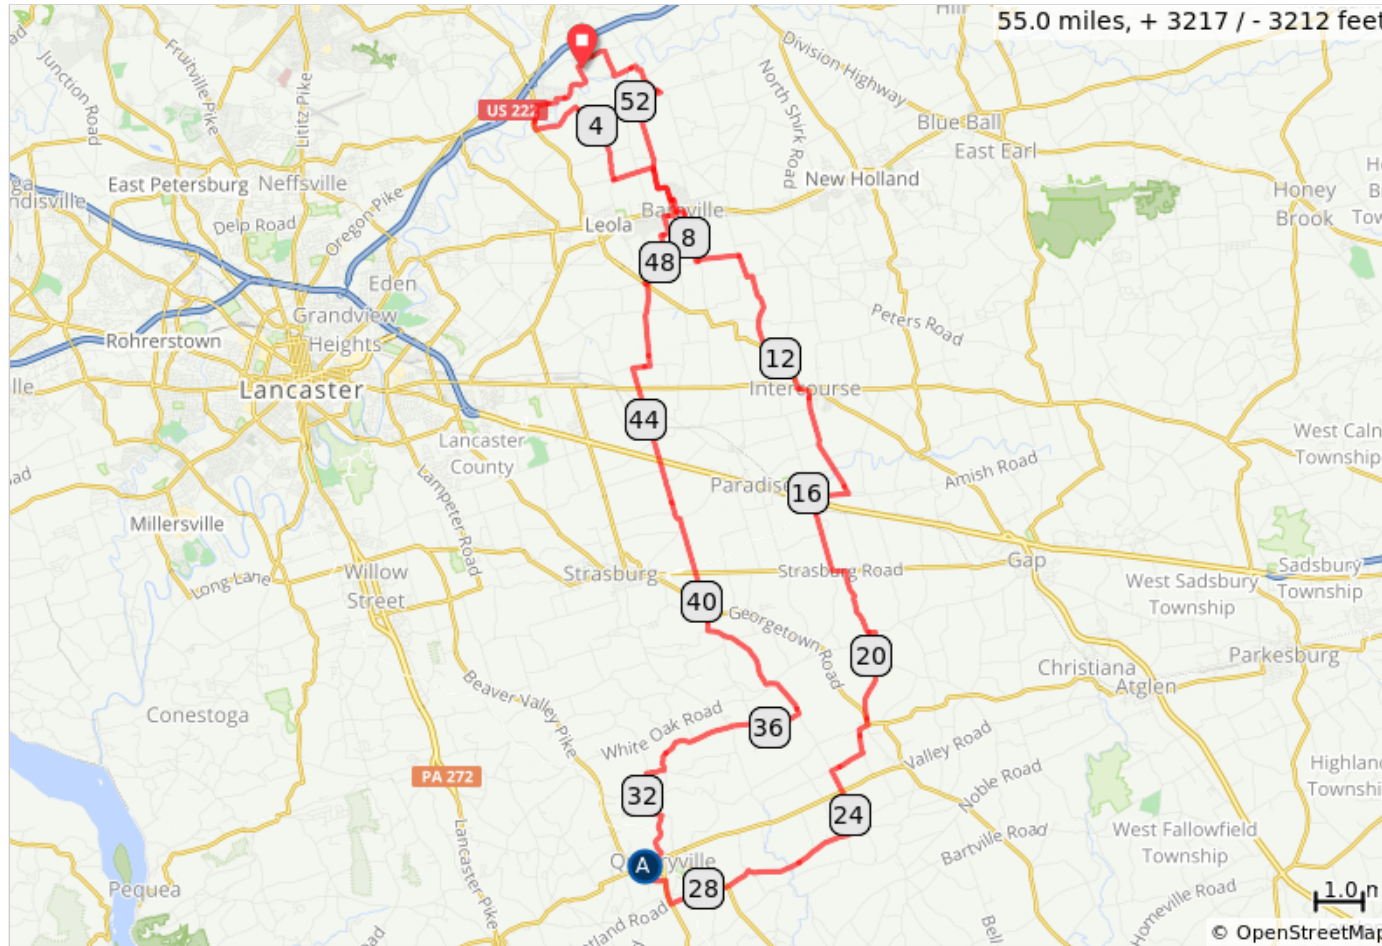 55.0 miles, + 3217 / - 3212 feet
Fruitville Pike
Junction Road
Lititz Pike
Division Highway
North Shirk Road
US 222
52
4
Blue Ball
East Earl
East Petersburg
Neffsville
New Holland
Honey
Brook
Oregon Pike
Delp Road
Leola
8
48
Eden
Grandview
Heights
Rohrerstown
Peters Road
12
Lancaster
Intercourse
44
Lancaster
County
West Caln
Township
Amish Road
Lampeter Road
Paradise
16
Millersville
Long Lane
Willow
Street
Strasburg
Strasburg Road
Gap
Sadsbury
Township
West Sadsbury
Township
40
Georgetown Road
20
Christiana
Atglen
Parkesburg
Beaver Valley Pike
Conestoga
White Oak Road
36
Valley Road
PA 272
Noble Road
32
24
Lancaster Pike
Bartville Road
West Fallowfield
Township
A
28
Pequea
Homeville Road
1.0 n
© OpenStreetMap